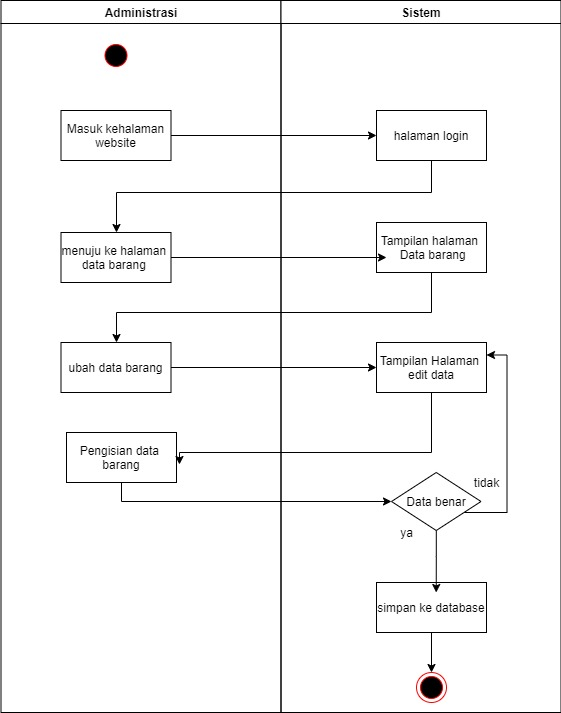 Administrasi
Sistem
Masuk kehalaman
website
halaman login
menuju ke halaman
data barang
Tampilan halaman
Data barang
ubah data barang
Tampilan Halaman
edit data
Pengisian data
barang
Data benar
tidak
ya
simpan ke database